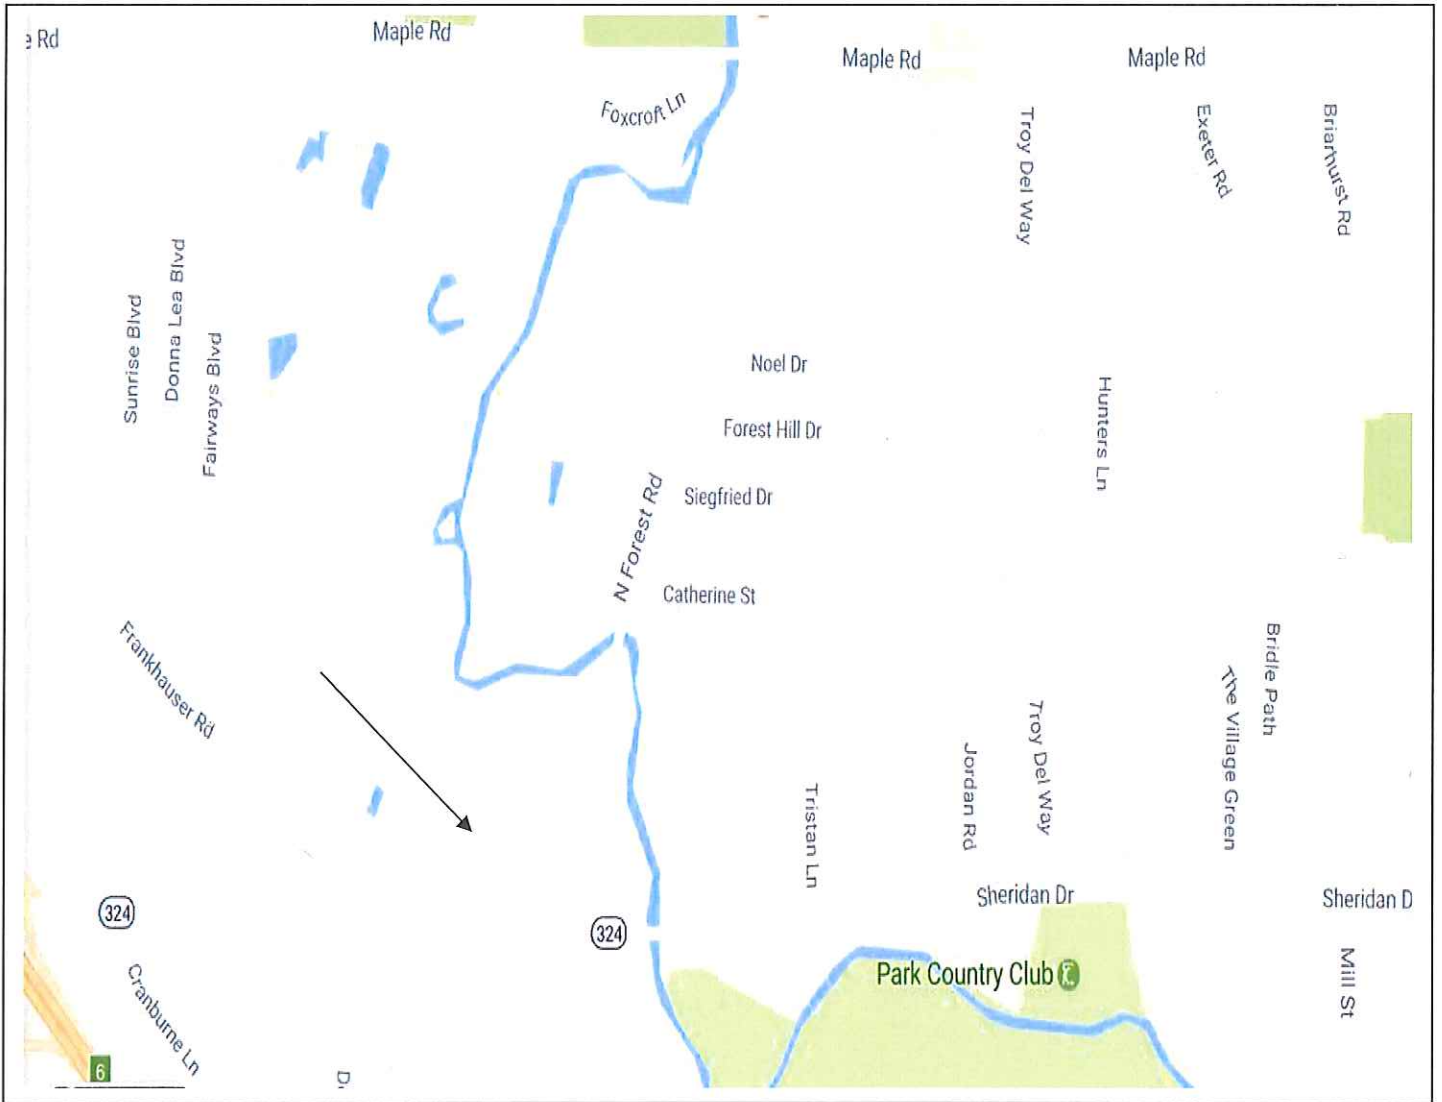 e Rd
Maple Rd
Maple Rd
Maple Rd
Foxcroft Ln
Troy Del Way
Exeter Rd
Briarhurst Rd
Sunrise Blvd
Donna Lea Blvd
Fairways Blvd
Noel Dr
Forest Hill Dr
Hunters Ln
Siegfried Dr
N Forest Rd
Catherine St
Frankhauser Rd
Bridle Path
The Village Green
Troy Del Way
Jordan Rd
Tristan Ln
Sheridan Dr
Sheridan D
324
324
Park Country Club
Mill St
Cranburne Ln
6